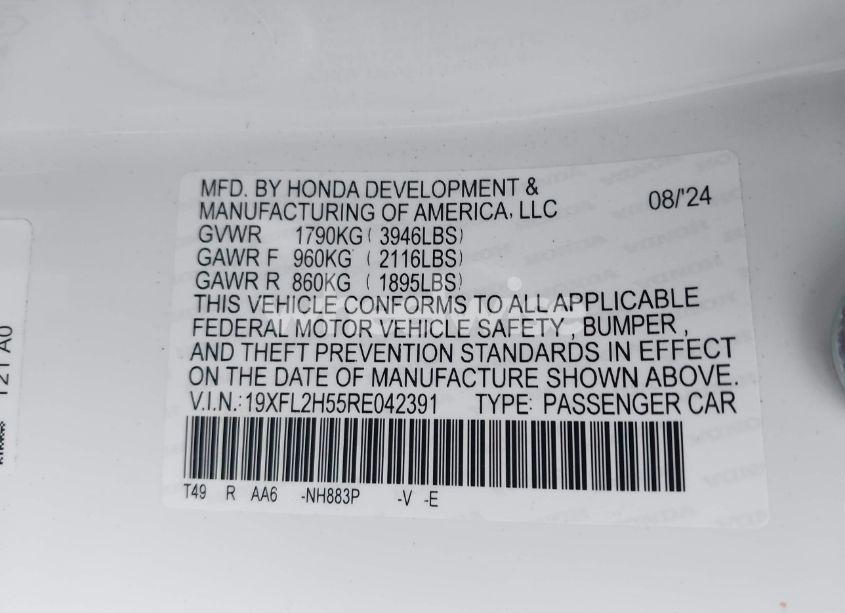 MFD. BY HONDA DEVELOPMENT &
MANUFACTURING OF AMERICA, LLC
08/'24
GVWR 1790KG ( 3946LBS)
GAWR F 960KG ( 2116LBS)
GAWR R 860KG ( 1895LBS)
THIS VEHICLE CONFORMS TO ALL APPLICABLE
FEDERAL MOTOR VEHICLE SAFETY , BUMPER ,
AND THEFT PREVENTION STANDARDS IN EFFECT
ON THE DATE OF MANUFACTURE SHOWN ABOVE.
V.I.N.:19XFL2H55RE042391 TYPE: PASSENGER CAR
T49 R AA6 -NH883P -V -E
T21 A0